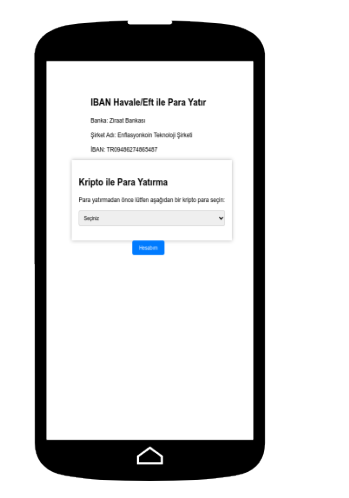 IBAN Havale/Eft ile Para Yatır
Banka: Ziraat Bankası
Şirket Adı: Enflasyonkoin Teknoloji Şirketi
İBAN: TR09486274865487
Kripto ile Para Yatırma
Para yatırmadan önce lütfen aşağıdan bir kripto para seçin:
Seçiniz
Hesabım